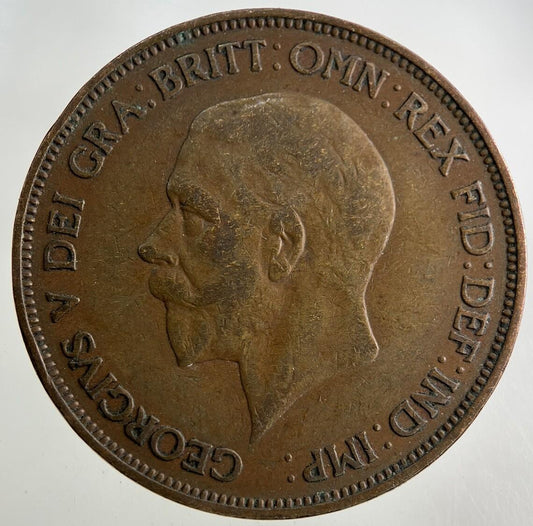 GEORGIVS V DEI GRA: BRITT: OMN: REX FID: DEF: IND: IMP: